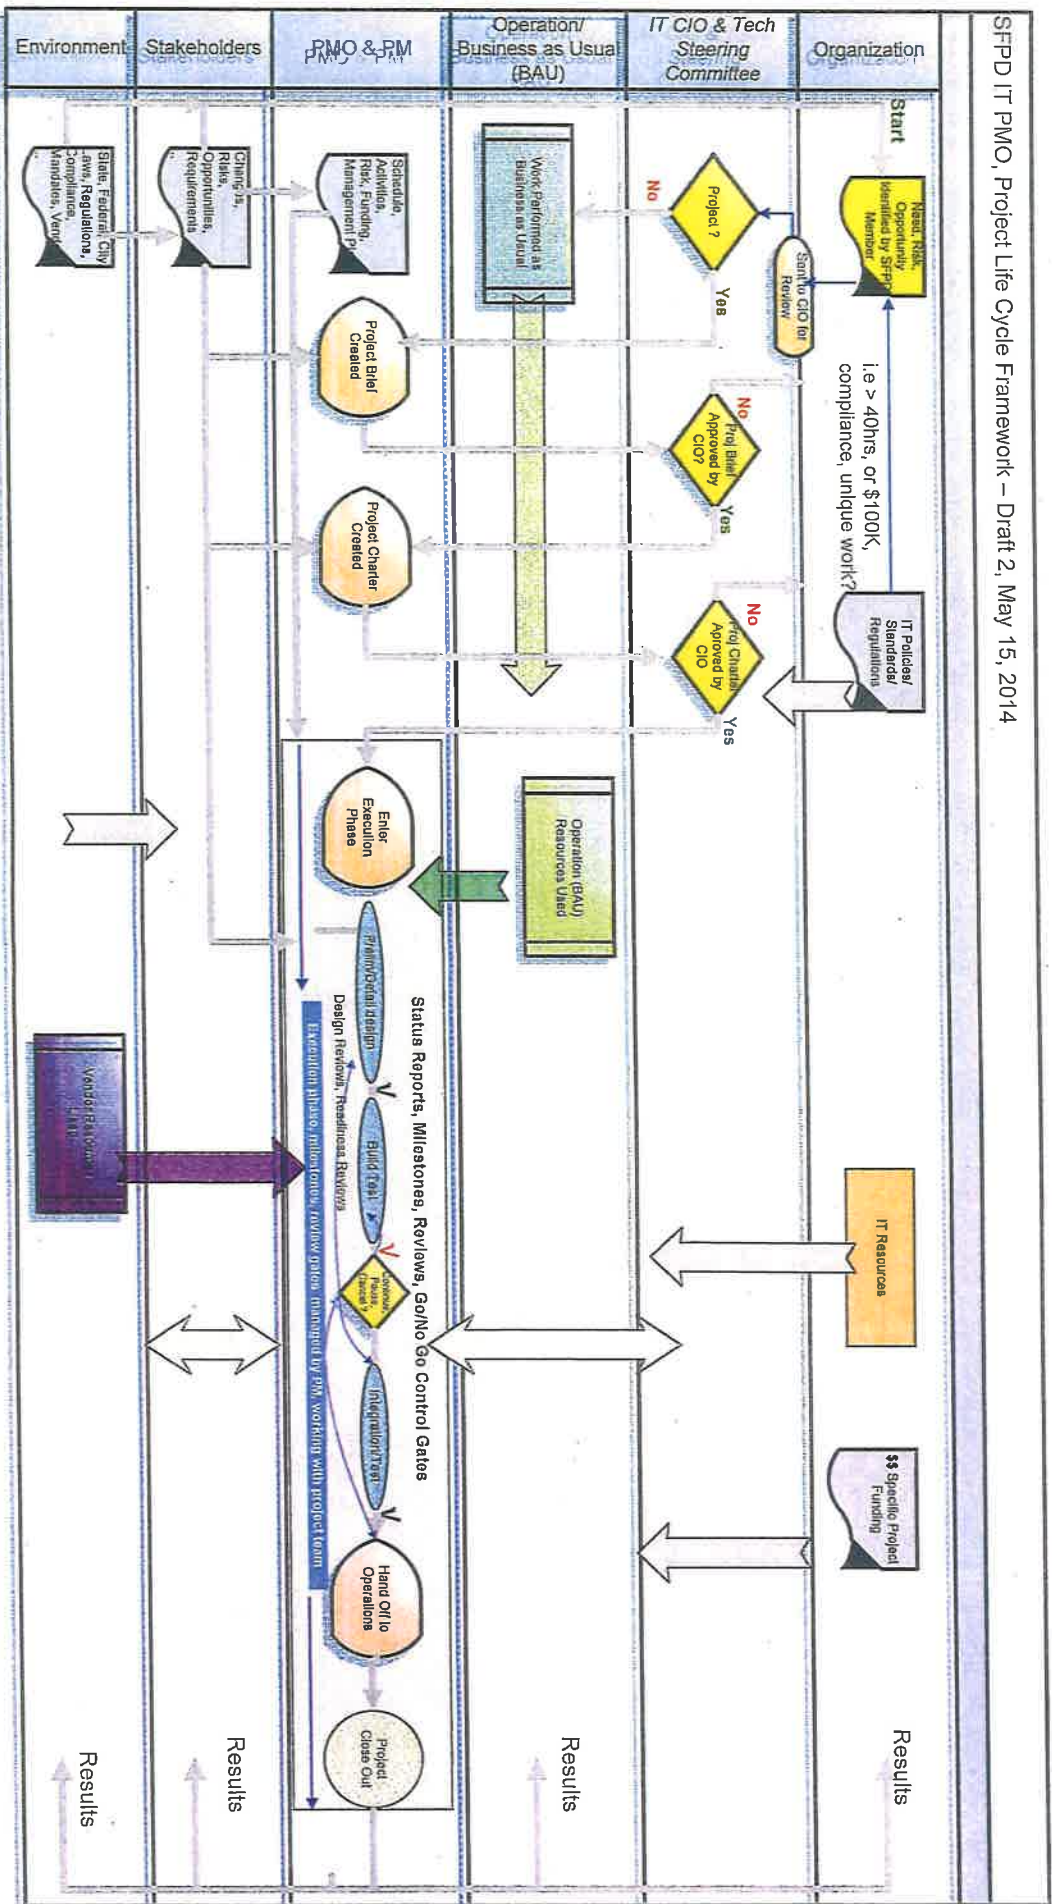 SFPD IT PMO, Project Life Cycle Framework – Draft 2, May 15, 2014
Organization
Start
Need, Risk,
Opportunity
Identified by SFPD
Member
Sent to CIO for
Review
i.e > 40hrs, or $100K,
compliance, unique work?
IT Policies/
Standards/
Regulations
IT Resources
$$ Specific Project
Funding
Results
IT CIO & Tech
Steering
Committee
Project ?
No
Yes
No
Proj Brief
Approved by
CIO?
Yes
No
Proj Charter
Aproved by
CIO
Yes
Operation/
Business as Usual
(BAU)
Work Performed as
Business as Usual
Operation (BAU)
Resources Used
Results
PMO & PM
Schedule,
Activities,
Risk, Funding,
Management
Project Brief
Created
Project Charter
Created
Enter
Execution
Phase
Status Reports, Milestones, Reviews, Go/No Go Control Gates
Prelim/Detail design
V
Build Test
V
Continue,
Pause,
Cancel?
Integration/Test
V
Hand Off to
Operations
Project
Close Out
Design Reviews, Readiness Reviews
Execution phase, milestones, review gates managed by PM, working with project team
Stakeholders
Changes,
Risks,
Opportunities,
Requirements
Results
Environment
State, Federal, City
Laws, Regulations,
Compliance,
Mandates,
Vendor
Results